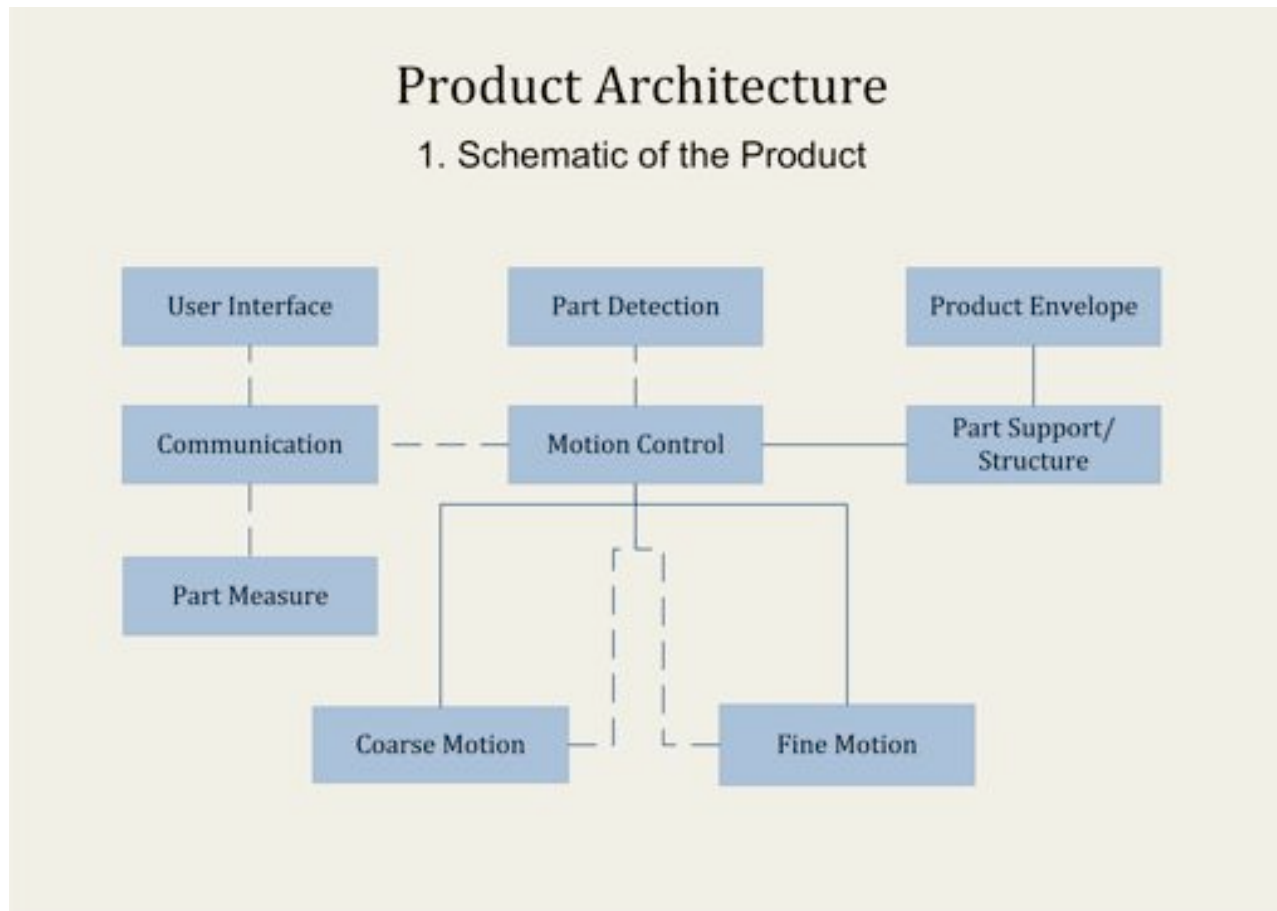 Product Architecture
1. Schematic of the Product
User Interface
Part Detection
Product Envelope
Communication
Motion Control
Part Support/
Structure
Part Measure
Coarse Motion
Fine Motion